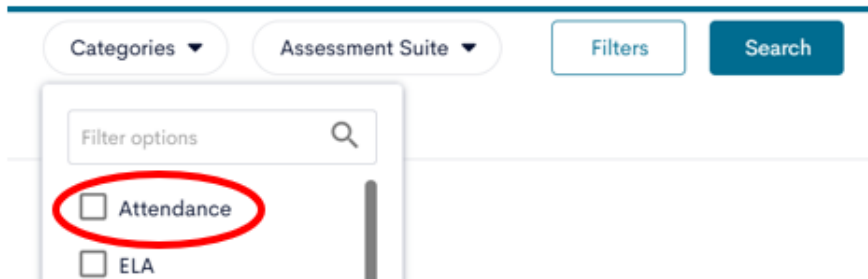 Categories Assessment Suite Filters Search
Filter options
Attendance
ELA